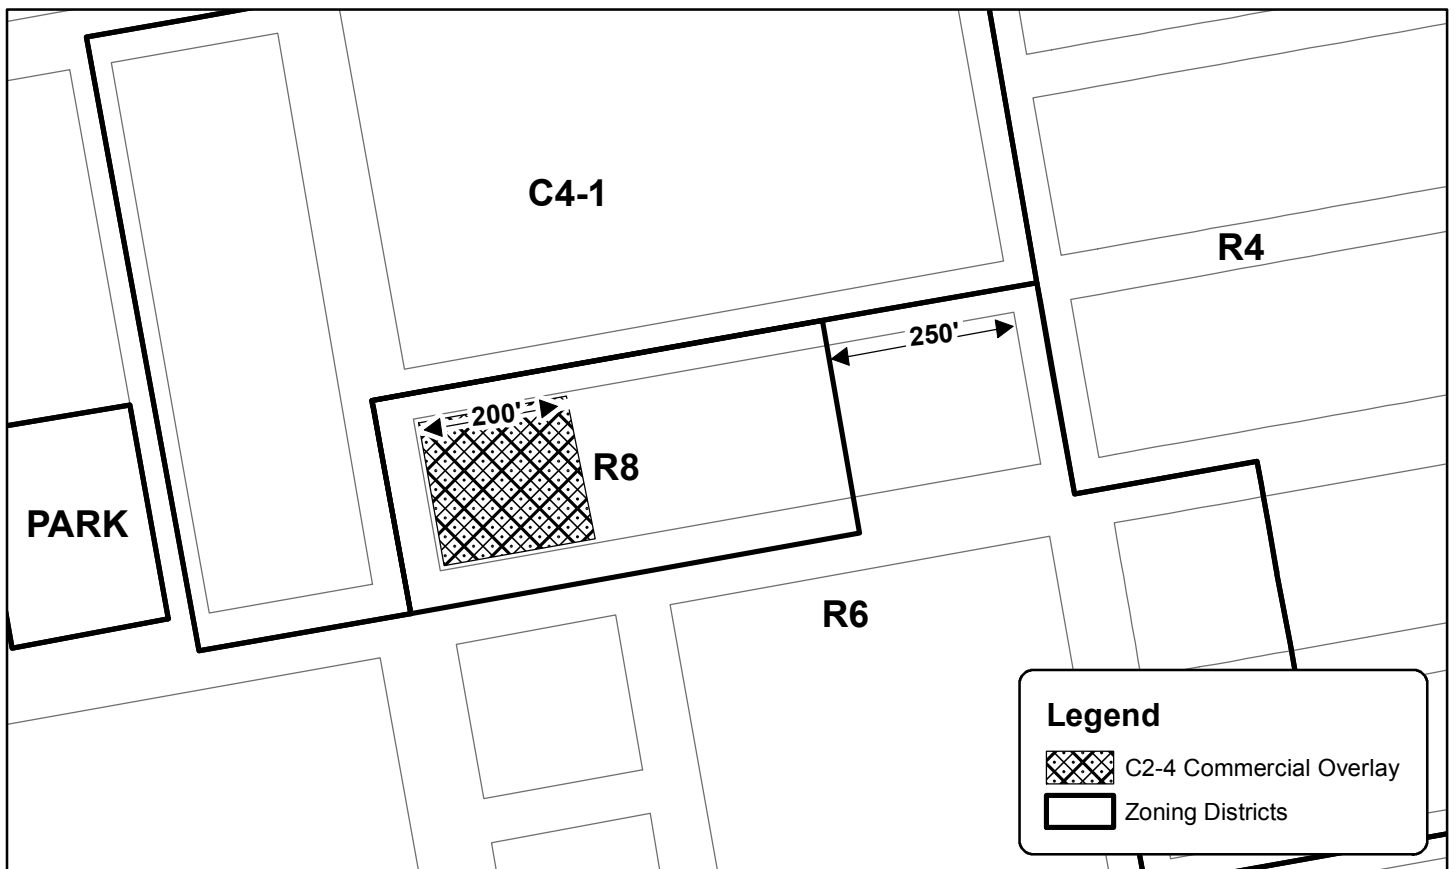 C4-1
R4
250'
200'
R8
PARK
R6
Legend
C2-4 Commercial Overlay
Zoning Districts